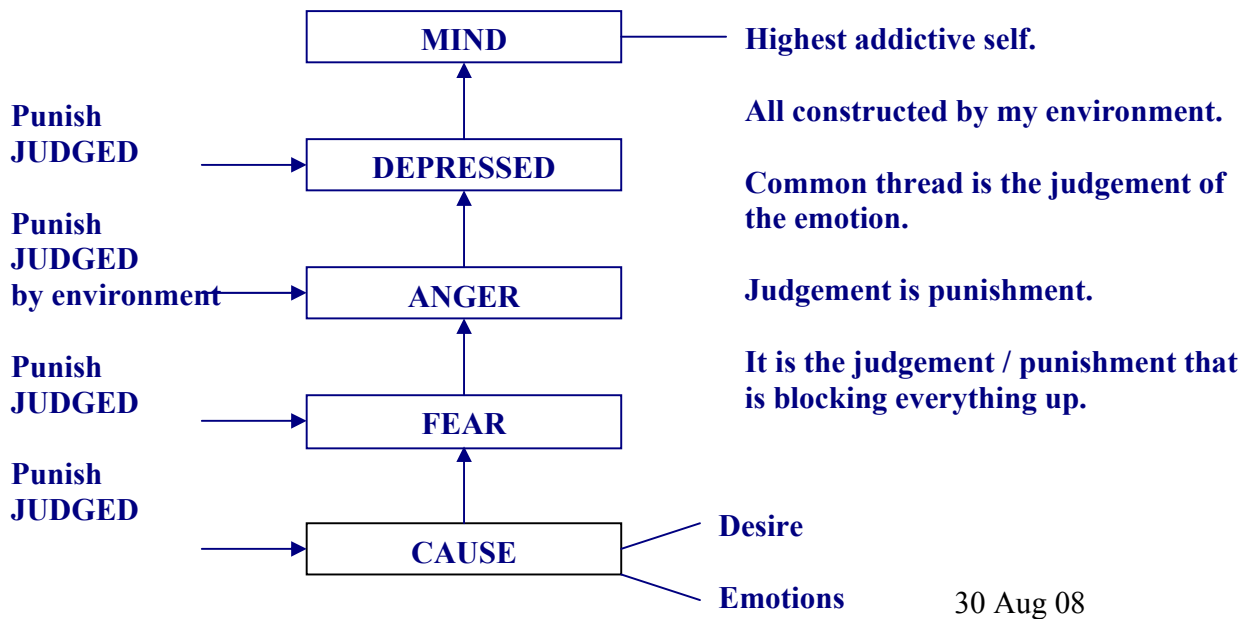 MIND
Highest addictive self.
All constructed by my environment.
Punish
JUDGED
DEPRESSED
Common thread is the judgement of
the emotion.
Punish
JUDGED
by environment
ANGER
Judgement is punishment.
It is the judgement / punishment that
is blocking everything up.
Punish
JUDGED
FEAR
Punish
JUDGED
CAUSE
Desire
Emotions
30 Aug 08